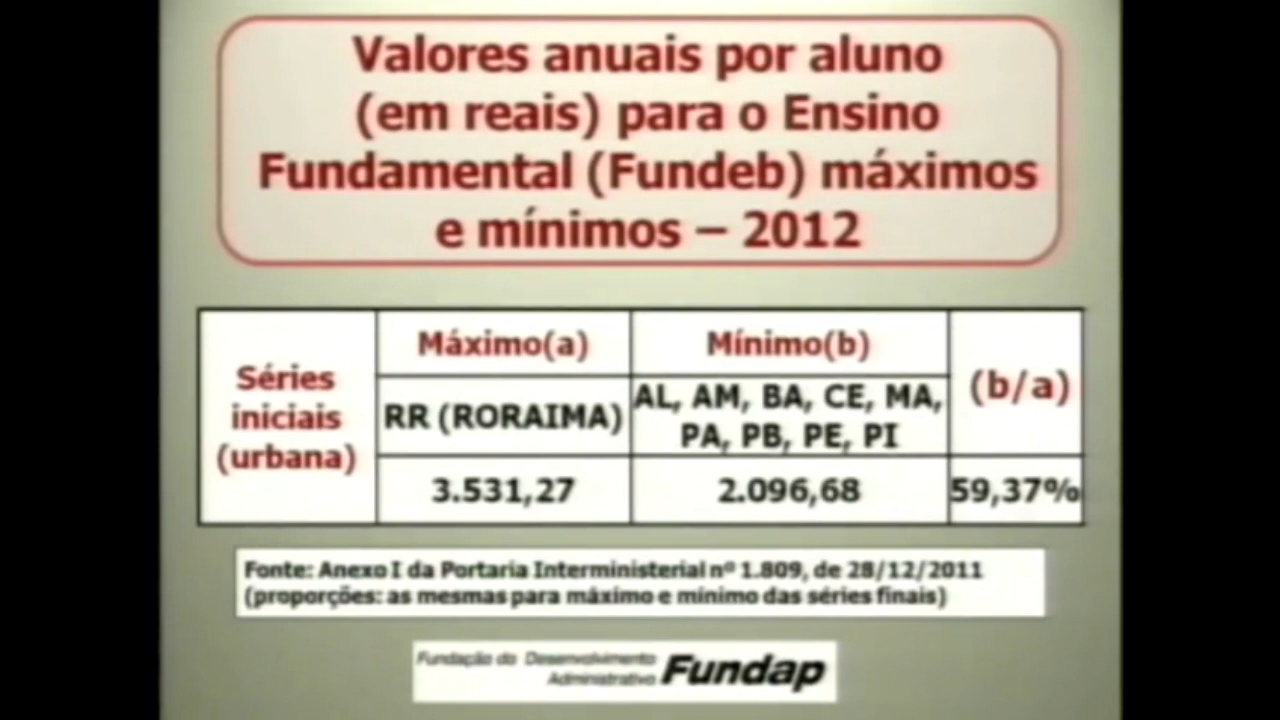 Valores anuais por aluno
(em reais) para o Ensino
Fundamental (Fundeb) máximos
e mínimos – 2012
Séries
iniciais
(urbana)
Máximo(a)
Mínimo(b)
(b/a)
RR (RORAIMA)
AL, AM, BA, CE, MA,
PA, PB, PE, PI
3.531,27
2.096,68
59,37%
Fonte: Anexo I da Portaria Interministerial nº 1.809, de 28/12/2011
(proporções: as mesmas para máximo e mínimo das séries finais)
Fundação do Desenvolvimento
Administrativo
Fundap